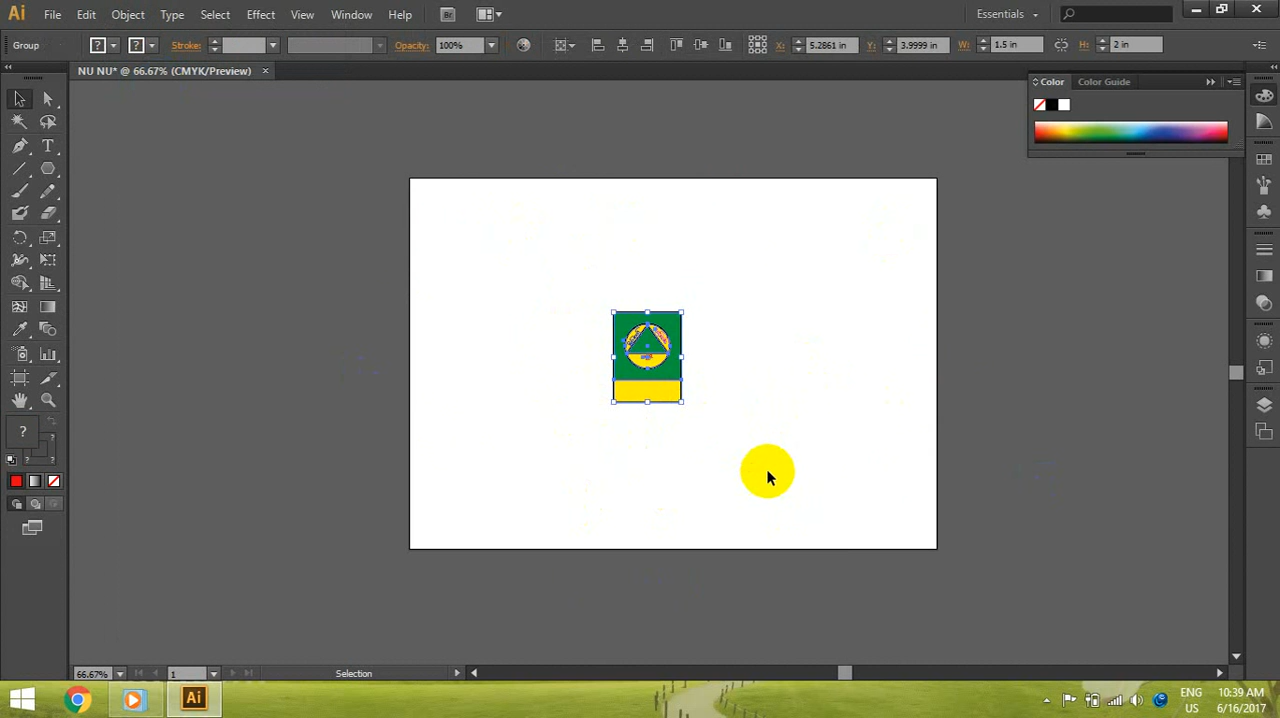 Ai File Edit Object Type Select Effect View Window Help Br Essentials
Group ? ? Stroke: Opacity: 100% X: 5.2861 in Y: 3.9999 in W: 1.5 in H: 2 in
NU NU* @ 66.67% (CMYK/Preview) ×
Color Color Guide
T
?
? ? ?
66.67% 1 Selection
Ai ENG 10:39 AM
US 6/16/2017